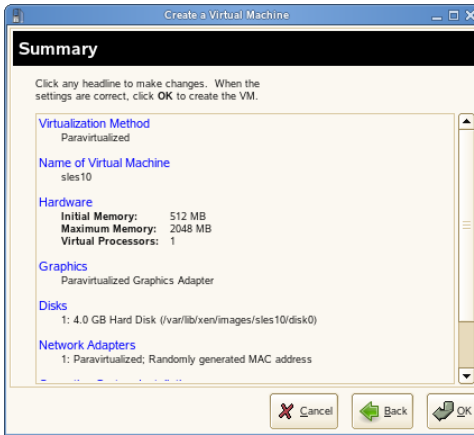 Create a Virtual Machine
Summary
Click any headline to make changes. When the
settings are correct, click OK to create the VM.
Virtualization Method
Paravirtualized
Name of Virtual Machine
sles10
Hardware
Initial Memory: 512 MB
Maximum Memory: 2048 MB
Virtual Processors: 1
Graphics
Paravirtualized Graphics Adapter
Disks
1: 4.0 GB Hard Disk (/var/lib/xen/images/sles10/disk0)
Network Adapters
1: Paravirtualized; Randomly generated MAC address
Cancel
Back
OK